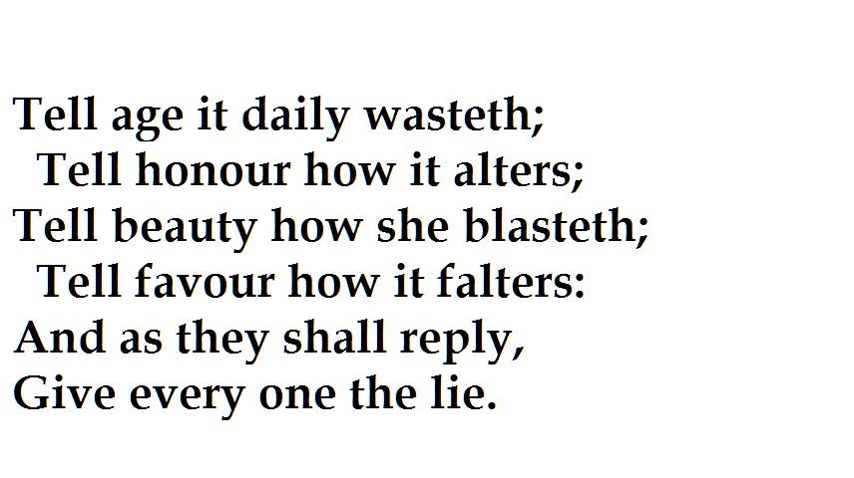 Tell age it daily wasteth;
Tell honour how it alters;
Tell beauty how she blasteth;
Tell favour how it falters:
And as they shall reply,
Give every one the lie.